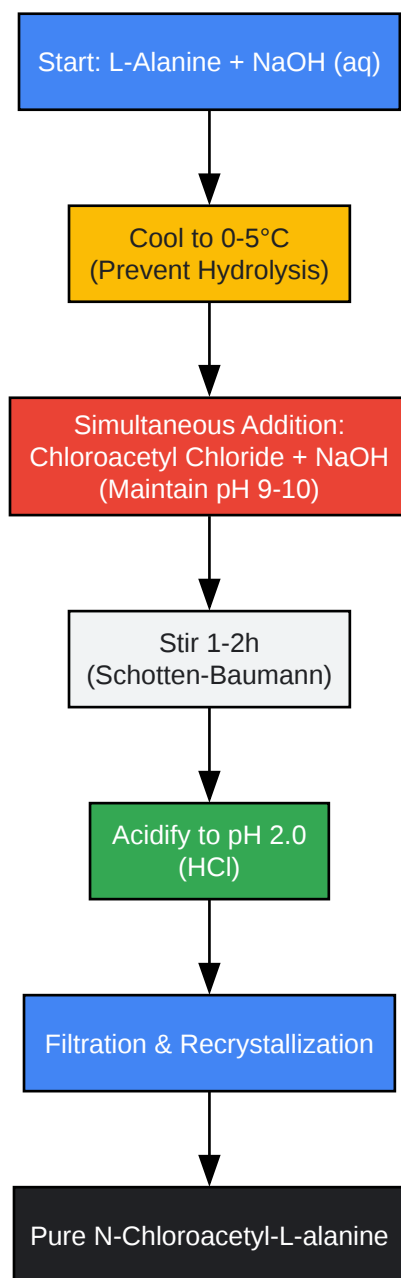 Start: L-Alanine + NaOH (aq)
Cool to 0-5°C
(Prevent Hydrolysis)
Simultaneous Addition:
Chloroacetyl Chloride + NaOH
(Maintain pH 9-10)
Stir 1-2h
(Schotten-Baumann)
Acidify to pH 2.0
(HCl)
Filtration & Recrystallization
Pure N-Chloroacetyl-L-alanine